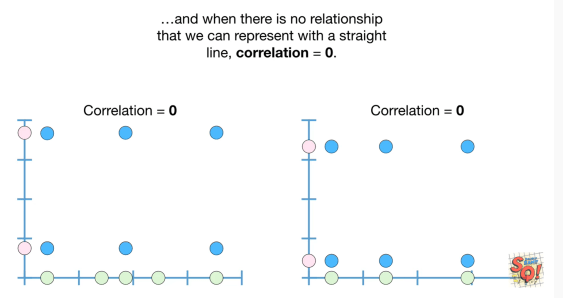 …and when there is no relationship
that we can represent with a straight
line, correlation = 0.
Correlation = 0
Correlation = 0
SQ!